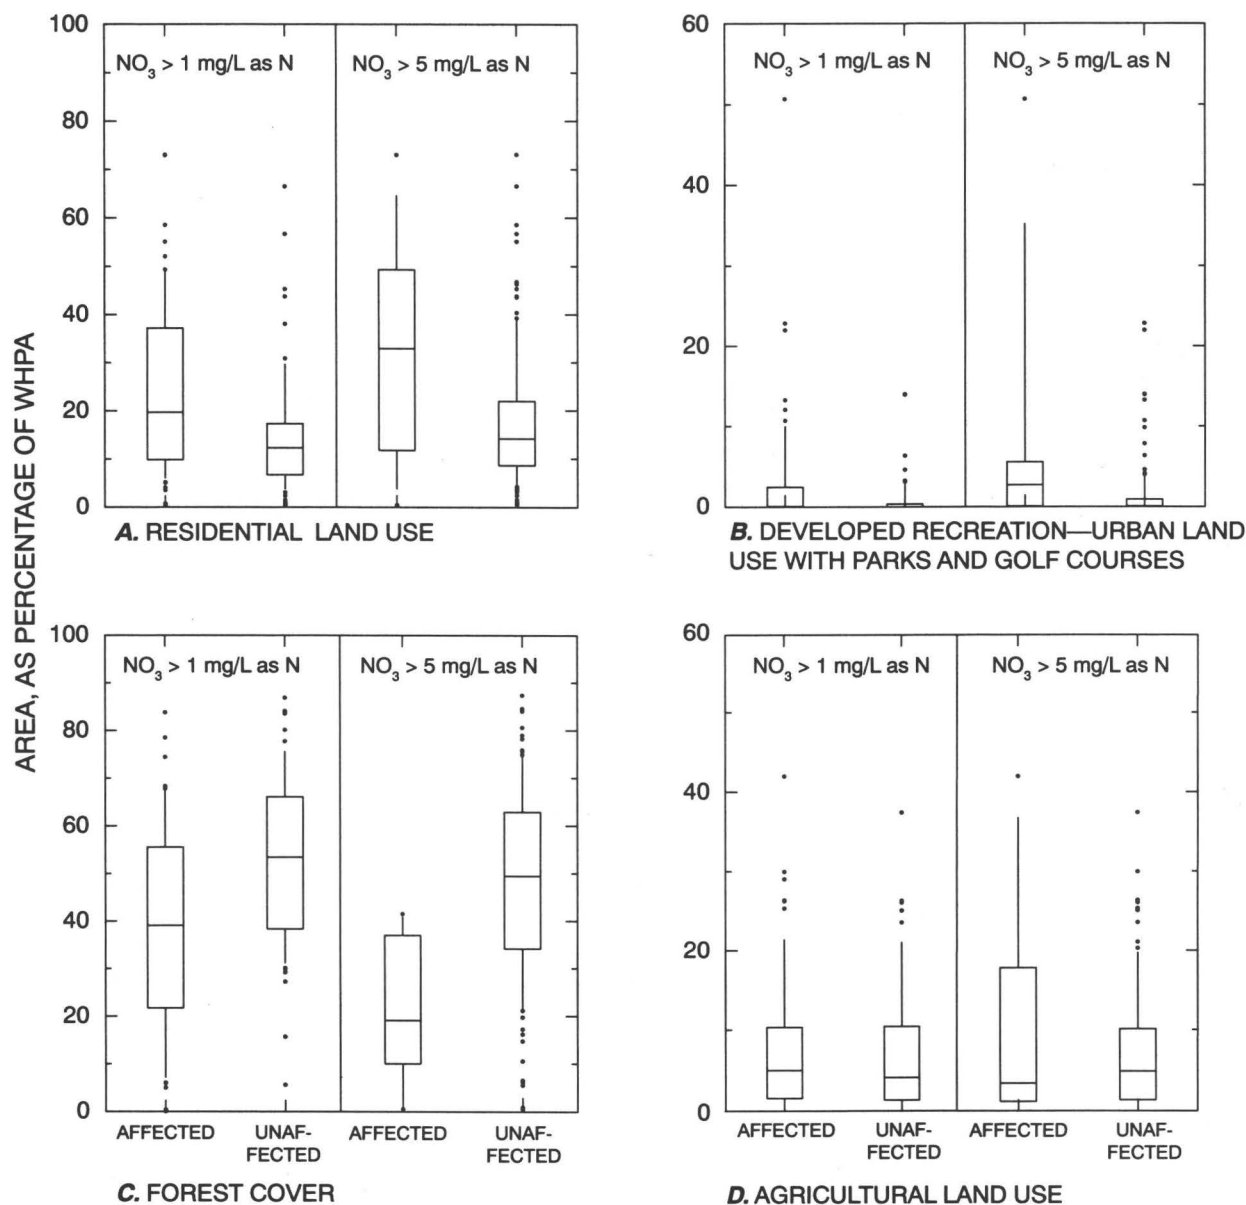 AREA, AS PERCENTAGE OF WHPA
100
80
60
40
20
0
NO3 > 1 mg/L as N
NO3 > 5 mg/L as N
A. RESIDENTIAL LAND USE
60
40
20
0
NO3 > 1 mg/L as N
NO3 > 5 mg/L as N
B. DEVELOPED RECREATION—URBAN LAND
USE WITH PARKS AND GOLF COURSES
100
80
60
40
20
0
NO3 > 1 mg/L as N
NO3 > 5 mg/L as N
AFFECTED
UNAF-
FECTED
AFFECTED
UNAF-
FECTED
C. FOREST COVER
60
40
20
0
NO3 > 1 mg/L as N
NO3 > 5 mg/L as N
AFFECTED
UNAF-
FECTED
AFFECTED
UNAF-
FECTED
D. AGRICULTURAL LAND USE